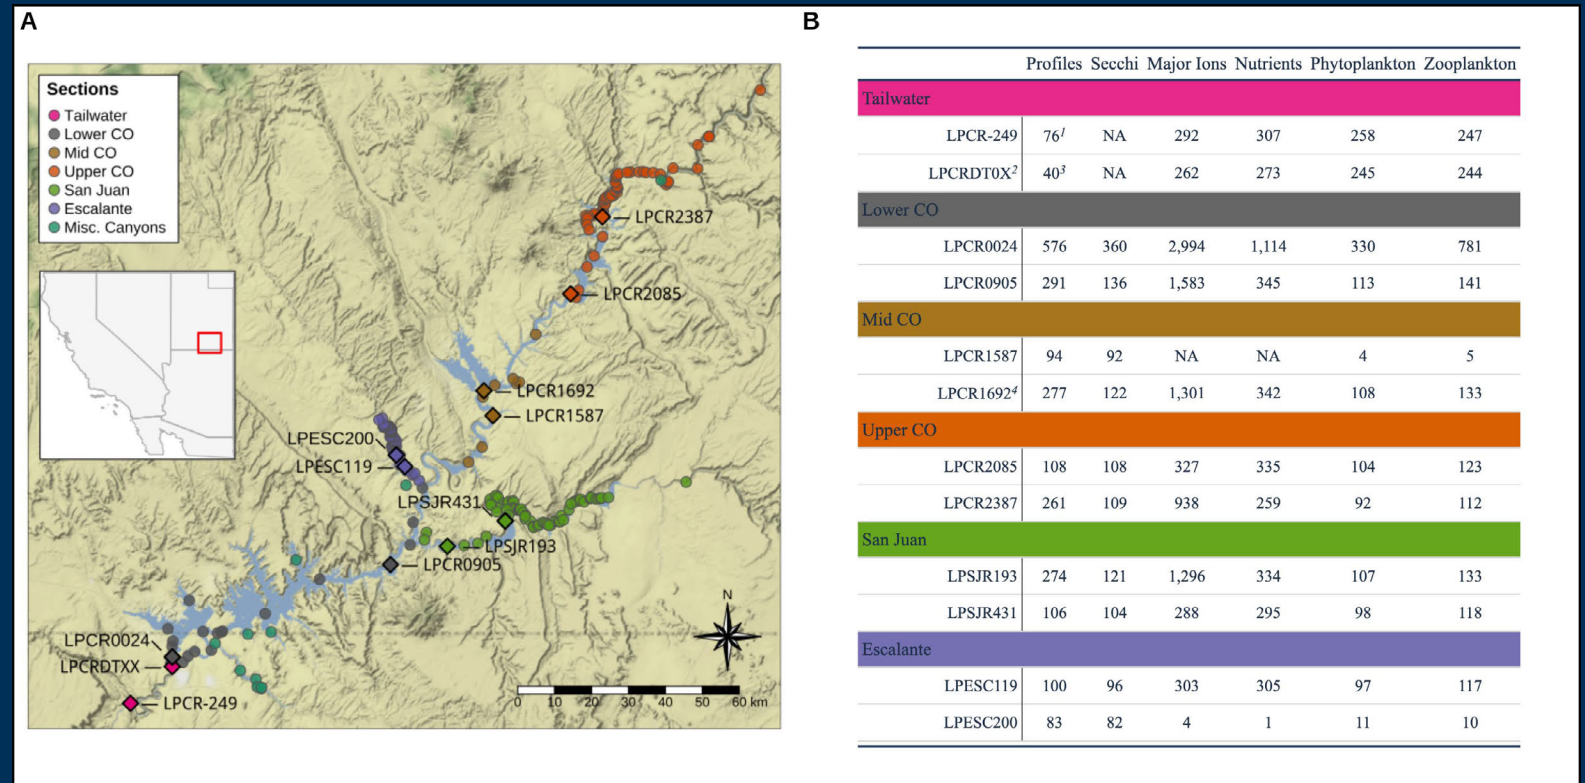 A
Sections
Tailwater
Lower CO
Mid CO
Upper CO
San Juan
Escalante
Misc. Canyons
LPCR2387
LPCR2085
LPCR1692
LPCR1587
LPESC200
LPESC119
LPSJR431
LPSJR193
LPCR0905
LPCR0024
LPCRDTXX
LPCR-249
N
0 10 20 30 40 50 60 km
B
Profiles Secchi Major Ions Nutrients Phytoplankton Zooplankton
Tailwater
LPCR-249 76¹ NA 292 307 258 247
LPCRDT0X² 40³ NA 262 273 245 244
Lower CO
LPCR0024 576 360 2,994 1,114 330 781
LPCR0905 291 136 1,583 345 113 141
Mid CO
LPCR1587 94 92 NA NA 4 5
LPCR1692⁴ 277 122 1,301 342 108 133
Upper CO
LPCR2085 108 108 327 335 104 123
LPCR2387 261 109 938 259 92 112
San Juan
LPSJR193 274 121 1,296 334 107 133
LPSJR431 106 104 288 295 98 118
Escalante
LPESC119 100 96 303 305 97 117
LPESC200 83 82 4 1 11 10